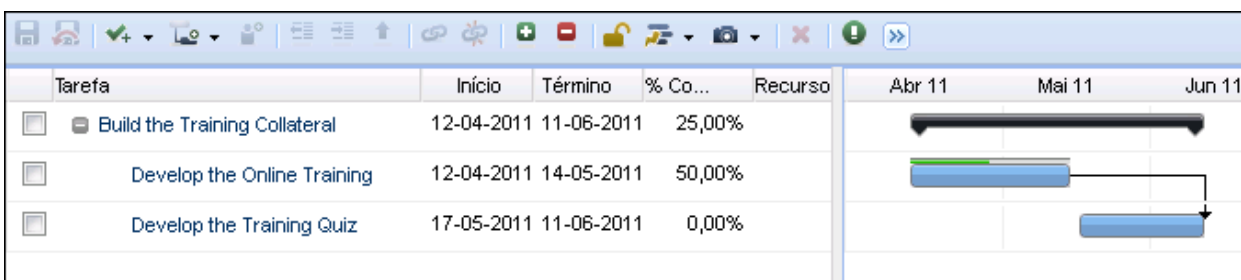 Tarefa Início Término % Co... Recurso Abr 11 Mai 11 Jun 11
Build the Training Collateral 12-04-2011 11-06-2011 25,00%
Develop the Online Training 12-04-2011 14-05-2011 50,00%
Develop the Training Quiz 17-05-2011 11-06-2011 0,00%